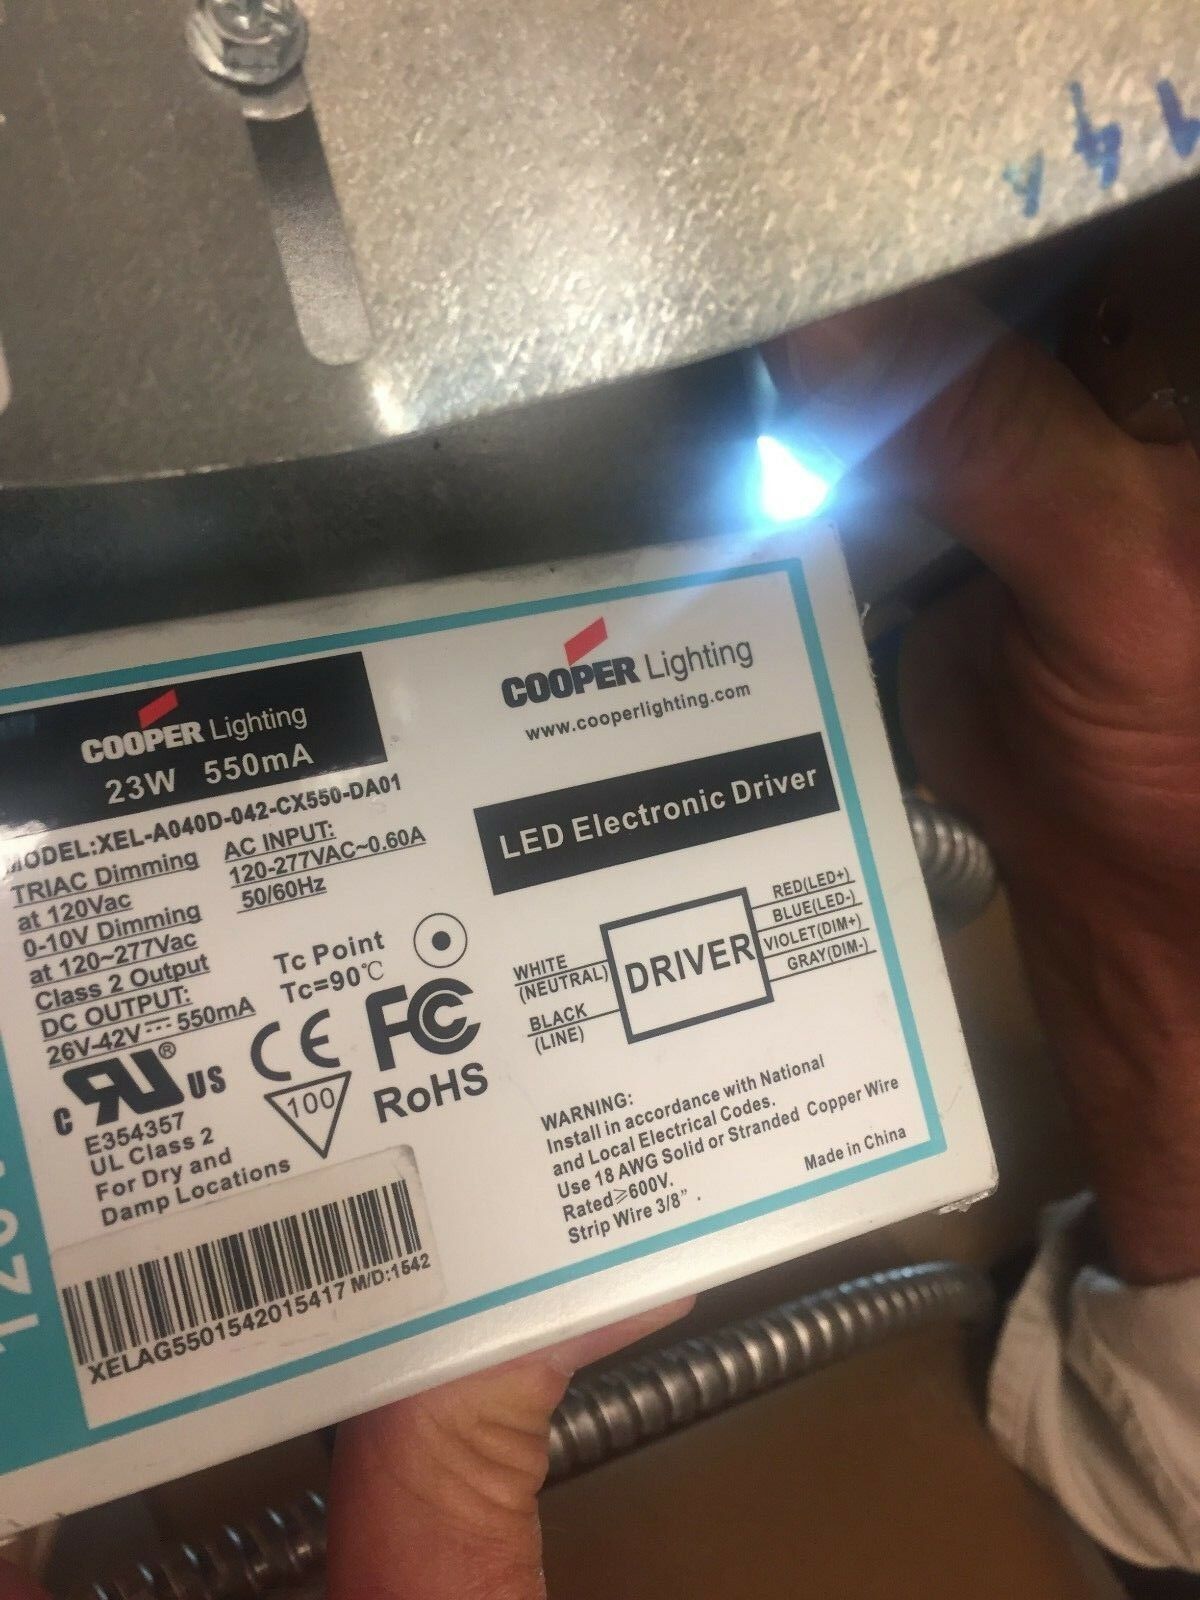 COOPER Lighting
23W 550mA
MODEL:XEL-A040D-042-CX550-DA01
TRIAC Dimming
at 120Vac
0-10V Dimming
at 120~277Vac
Class 2 Output
DC OUTPUT:
26V-42V⎓550mA
AC INPUT:
120-277VAC~0.60A
50/60Hz
Tc Point
Tc=90℃
c RU® US
E354357
UL Class 2
For Dry and
Damp Locations
CE
FC
100
RoHS
XELAG5501542015417 M/D:1542
COOPER Lighting
www.cooperlighting.com
LED Electronic Driver
WHITE
(NEUTRAL)
BLACK
(LINE)
DRIVER
RED(LED+)
BLUE(LED-)
VIOLET(DIM+)
GRAY(DIM-)
WARNING:
Install in accordance with National
and Local Electrical Codes.
Use 18 AWG Solid or Stranded Copper Wire
Rated≥600V.
Strip Wire 3/8” .
Made in China